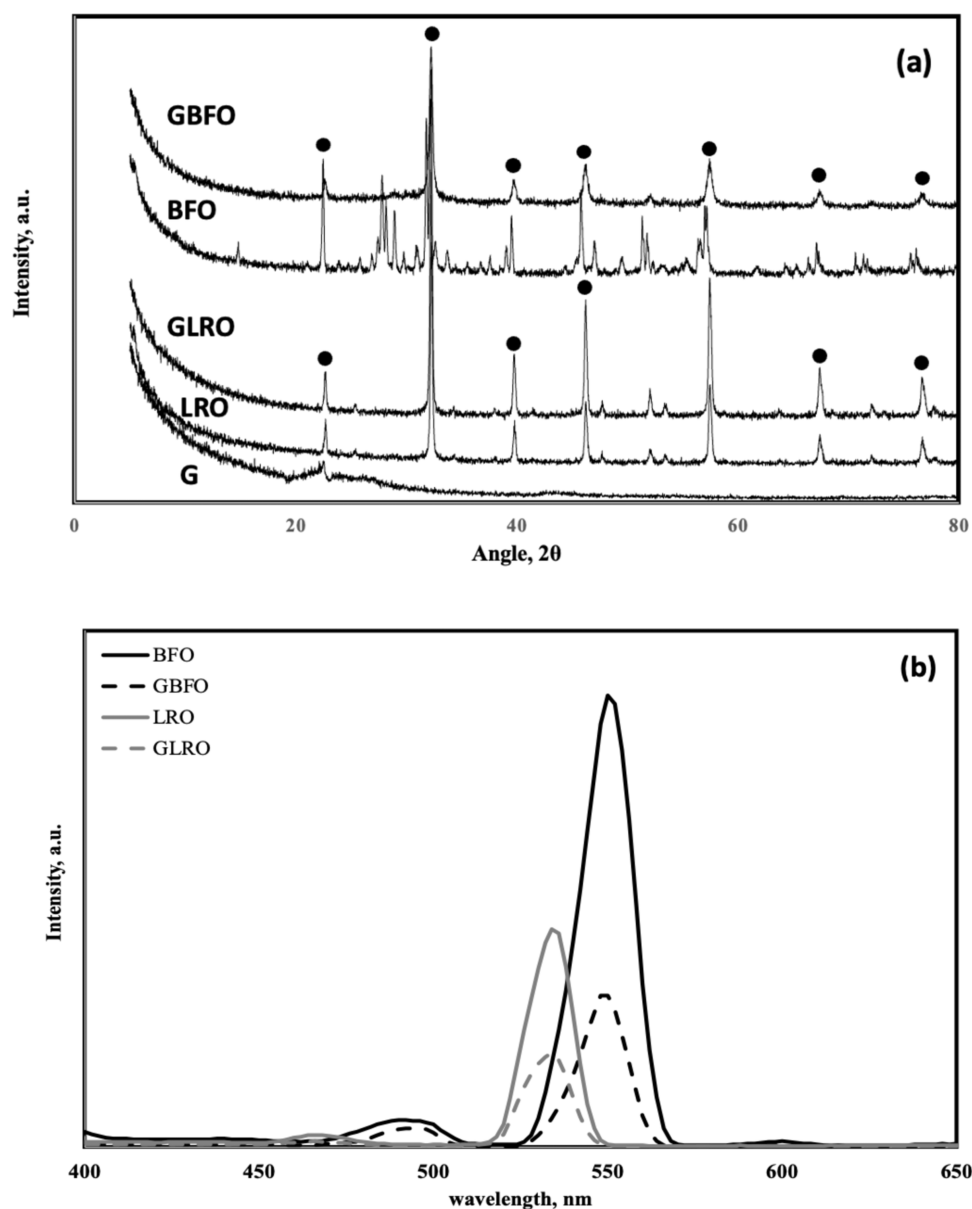 (a)
GBFO
BFO
GLRO
LRO
G
Intensity, a.u.
0 20 40 60 80
Angle, 2θ
(b)
BFO
GBFO
LRO
GLRO
Intensity, a.u.
400 450 500 550 600 650
wavelength, nm